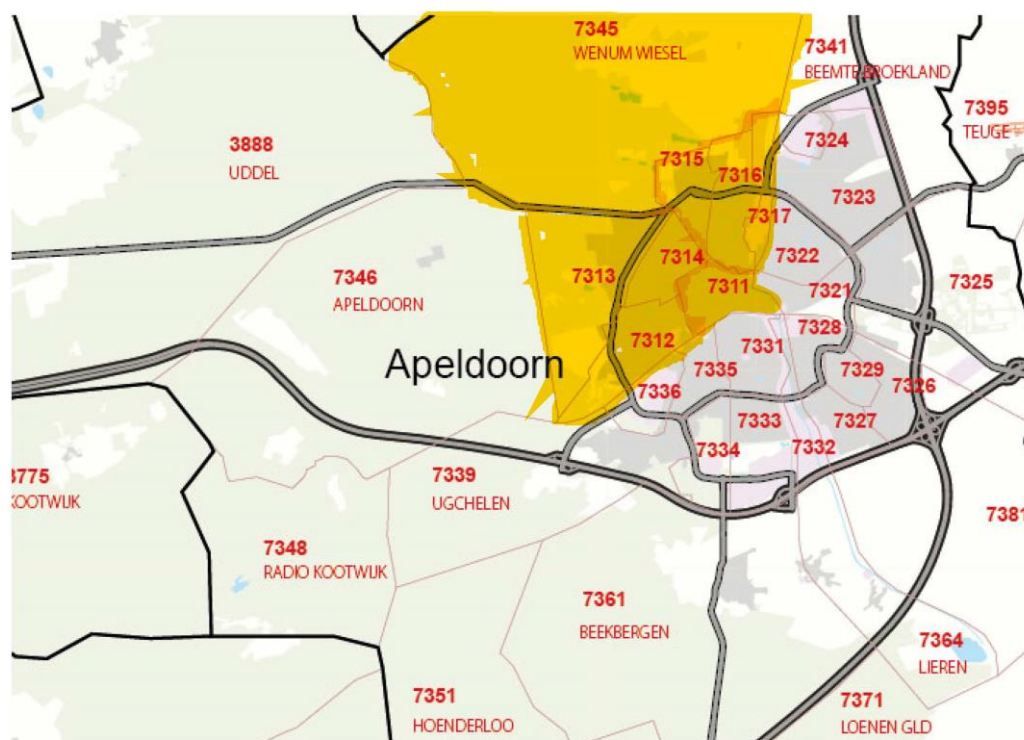 7345
WENUM WIESEL
7341
BEEMTE BROEKLAND
7395
TEUGE
3888
UDDEL
7324
7315
7316
7323
7317
7314
7322
7313
7346
APELDOORN
7311
7321
7325
7328
7312
7331
Apeldoorn
7335
7329
7326
7336
7333
7327
7334
7332
3775
KOOTWIJK
7339
UGCHELEN
7381
7348
RADIO KOOTWIJK
7361
BEEKBERGEN
7364
LIEREN
7351
HOENDERLOO
7371
LOENEN GLD